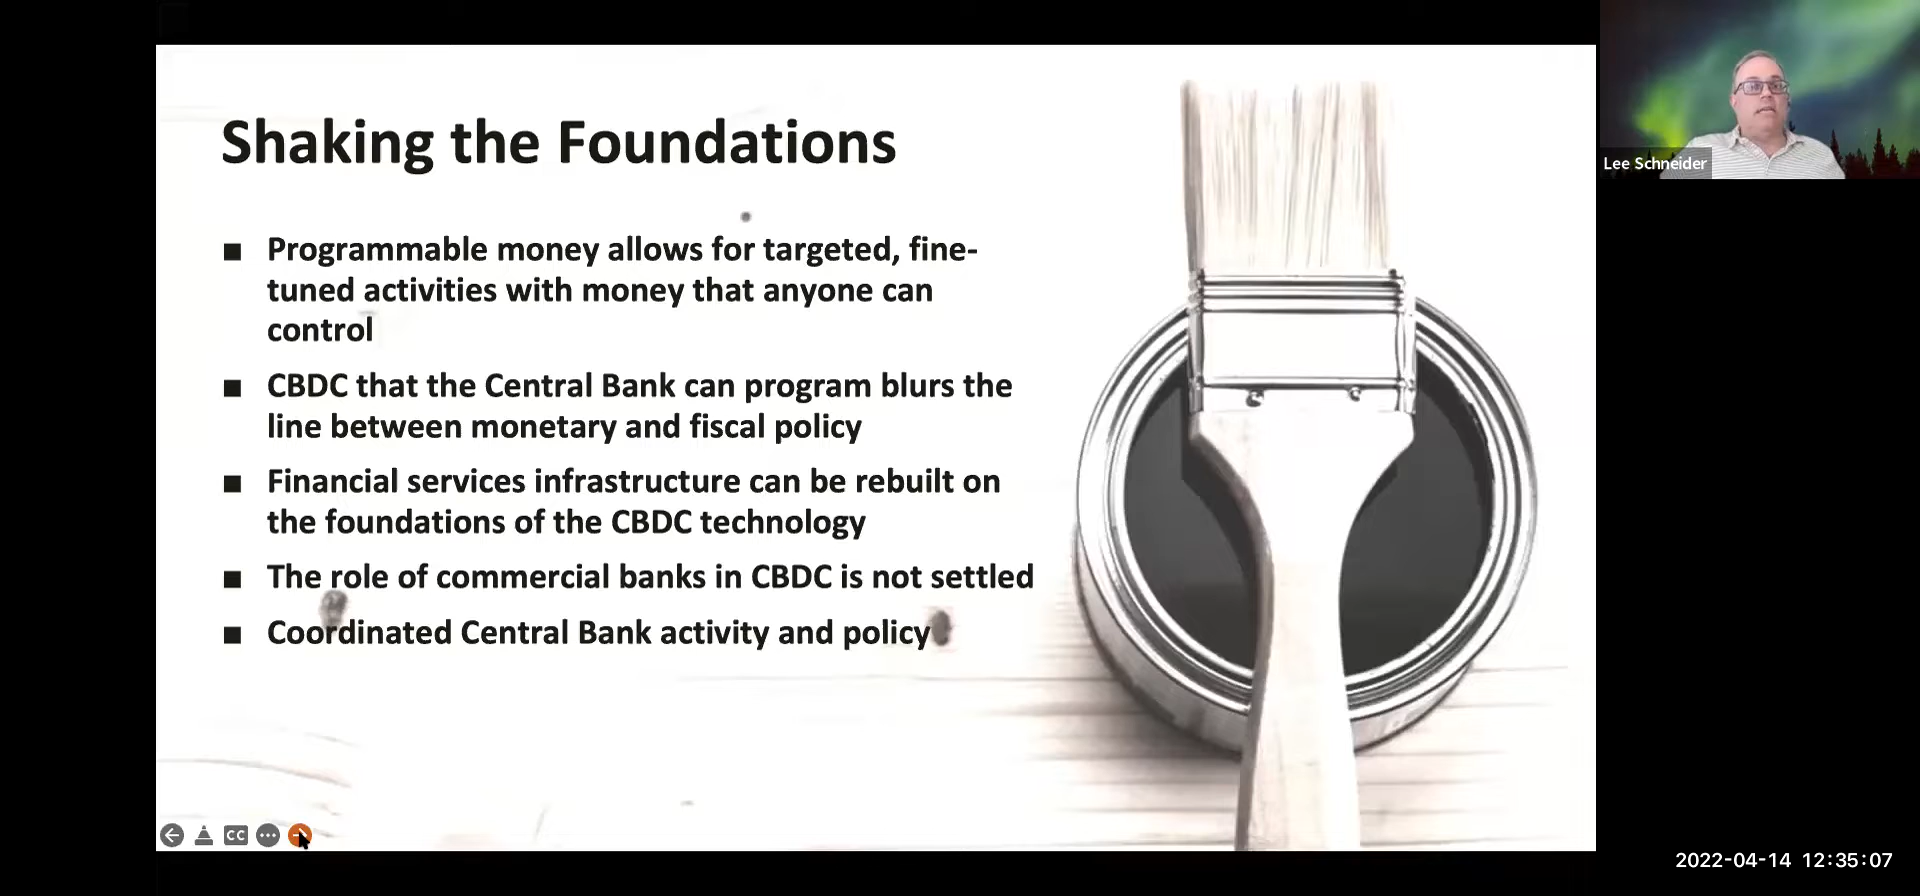 Shaking the Foundations
■ Programmable money allows for targeted, fine-
tuned activities with money that anyone can
control
■ CBDC that the Central Bank can program blurs the
line between monetary and fiscal policy
■ Financial services infrastructure can be rebuilt on
the foundations of the CBDC technology
■ The role of commercial banks in CBDC is not settled
■ Coordinated Central Bank activity and policy
CC
Lee Schneider
2022-04-14 12:35:07